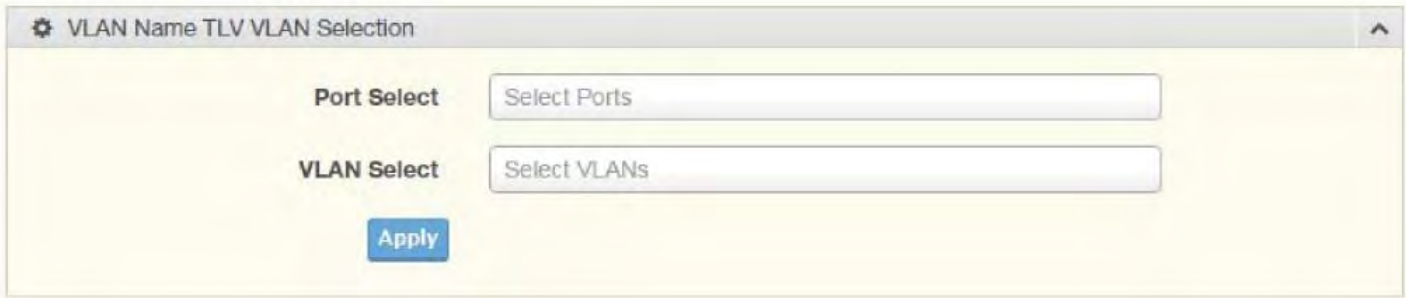 VLAN Name TLV VLAN Selection
Port Select Select Ports
VLAN Select Select VLANs
Apply